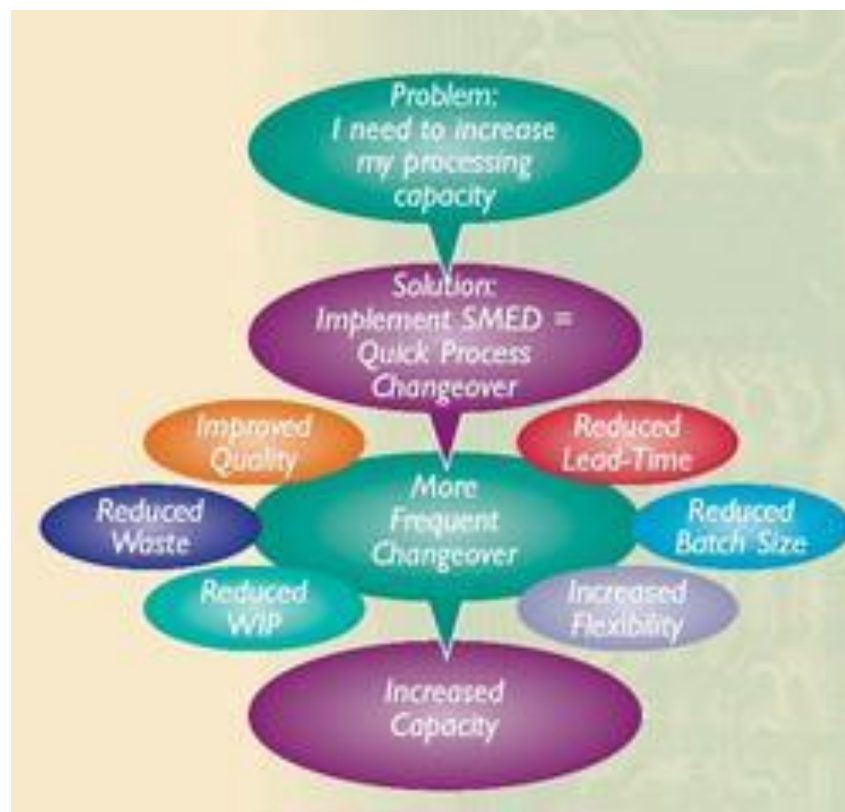 Problem:
I need to increase
my processing
capacity
Solution:
Implement SMED =
Quick Process
Changeover
Improved
Quality
Reduced
Lead-Time
Reduced
Waste
More
Frequent
Changeover
Reduced
Batch Size
Reduced
WIP
Increased
Flexibility
Increased
Capacity